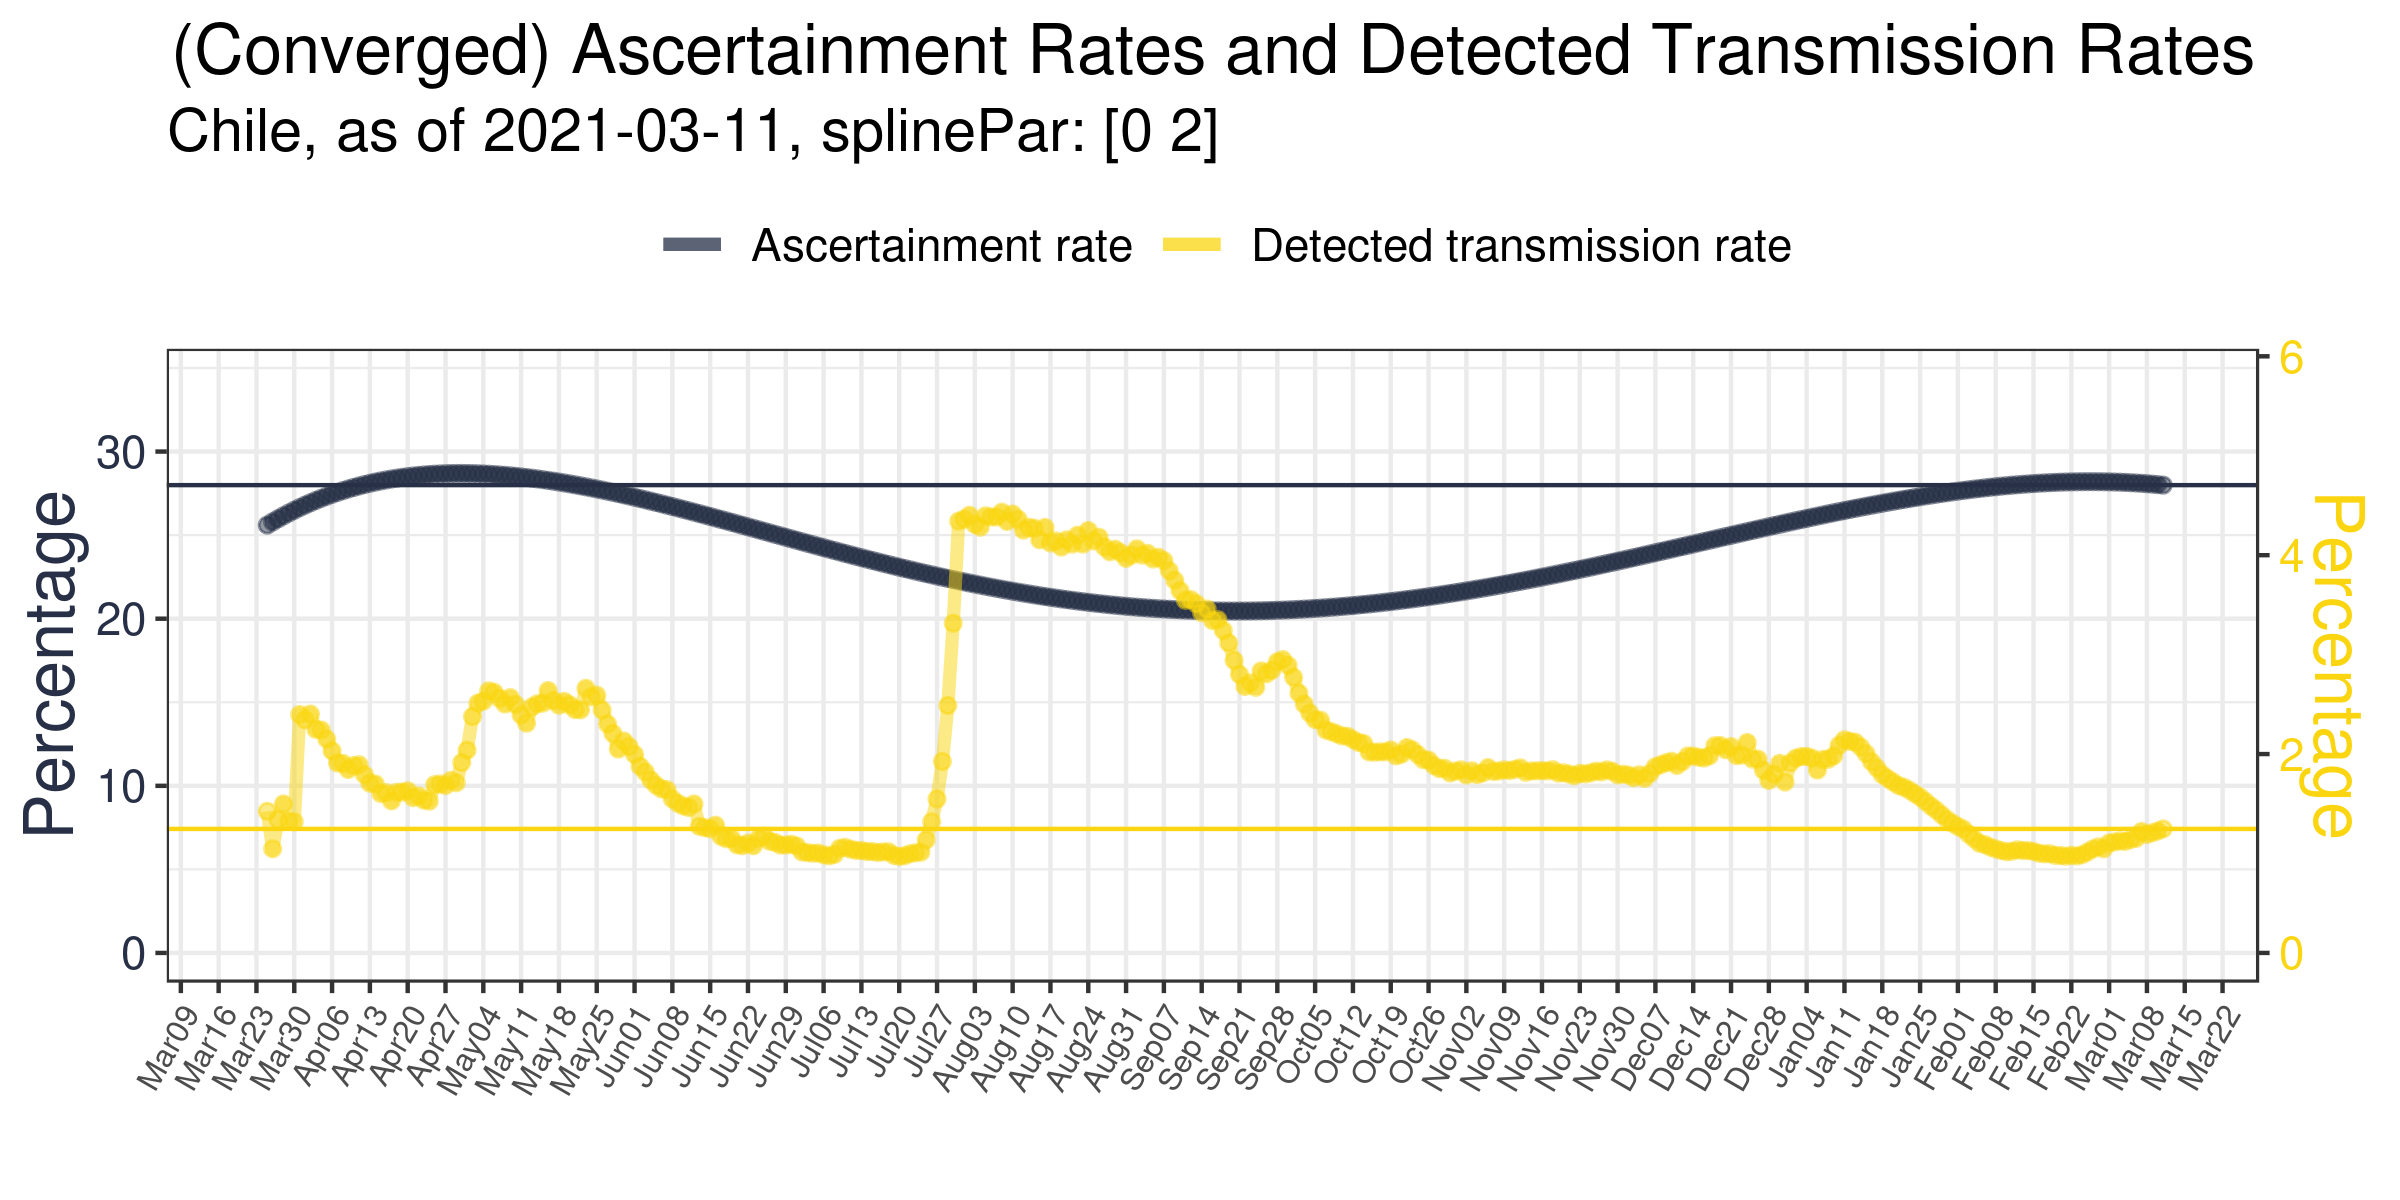 (Converged) Ascertainment Rates and Detected Transmission Rates
Chile, as of 2021-03-11, splinePar: [0 2]
Ascertainment rate Detected transmission rate
Percentage
30
20
10
0
6
4
2
0
Percentage
Mar09 Mar16 Mar23 Mar30 Apr06 Apr13 Apr20 Apr27 May04 May11 May18 May25 Jun01 Jun08 Jun15 Jun22 Jun29 Jul06 Jul13 Jul20 Jul27 Aug03 Aug10 Aug17 Aug24 Aug31 Sep07 Sep14 Sep21 Sep28 Oct05 Oct12 Oct19 Oct26 Nov02 Nov09 Nov16 Nov23 Nov30 Dec07 Dec14 Dec21 Dec28 Jan04 Jan11 Jan18 Jan25 Feb01 Feb08 Feb15 Feb22 Mar01 Mar08 Mar15 Mar22